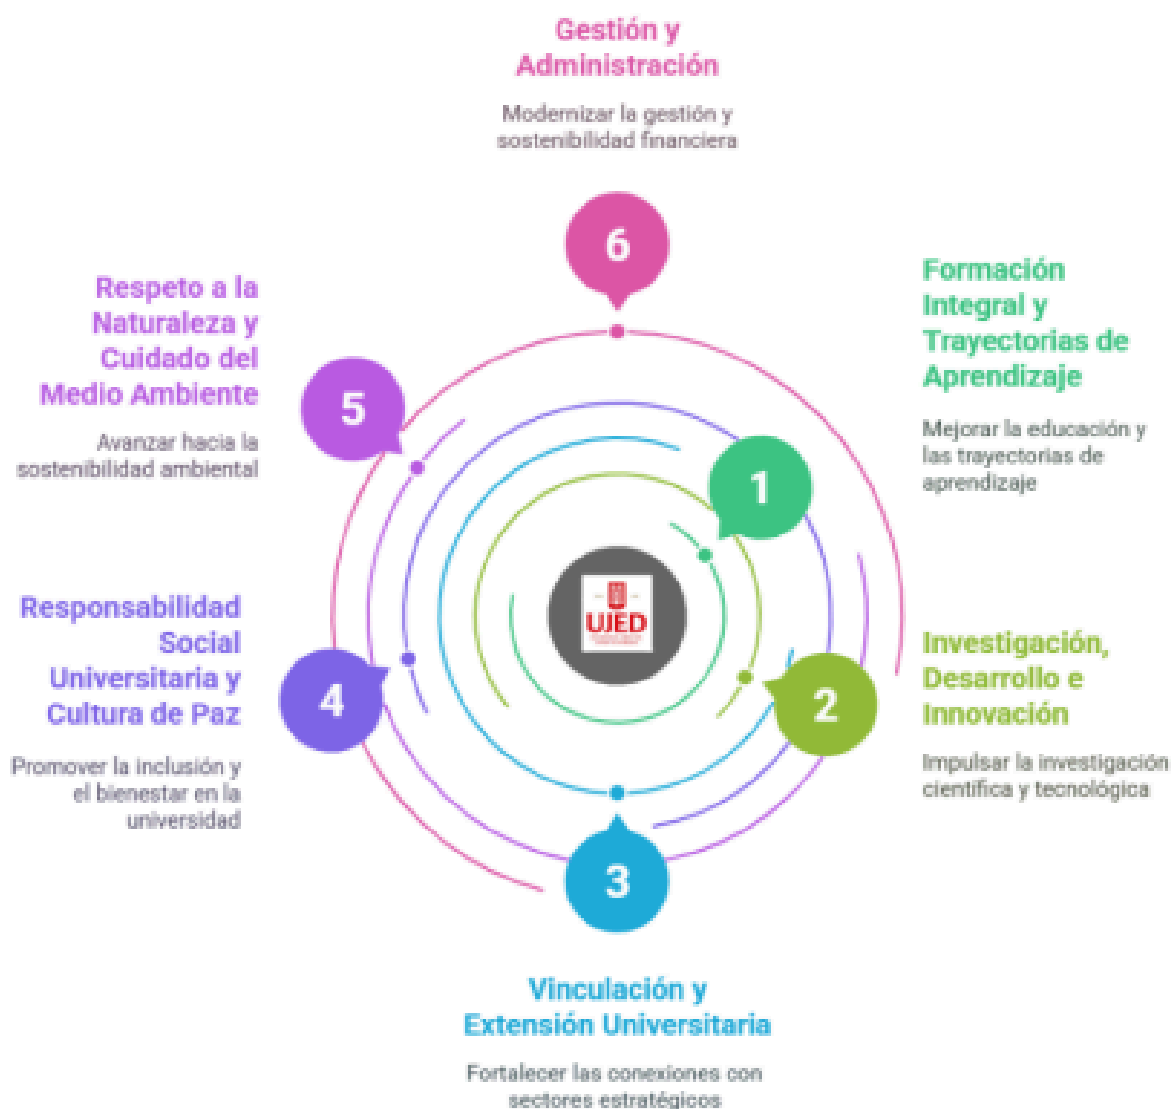 Gestión y
Administración
Modernizar la gestión y
sostenibilidad financiera
6
Formación
Integral y
Trayectorias de
Aprendizaje
Mejorar la educación y
las trayectorias de
aprendizaje
1
Respeto a la
Naturaleza y
Cuidado del
Medio Ambiente
Avanzar hacia la
sostenibilidad ambiental
5
UJED
Responsabilidad
Social
Universitaria y
Cultura de Paz
Promover la inclusión y
el bienestar en la
universidad
4
Investigación,
Desarrollo e
Innovación
Impulsar la investigación
científica y tecnológica
2
3
Vinculación y
Extensión Universitaria
Fortalecer las conexiones con
sectores estratégicos